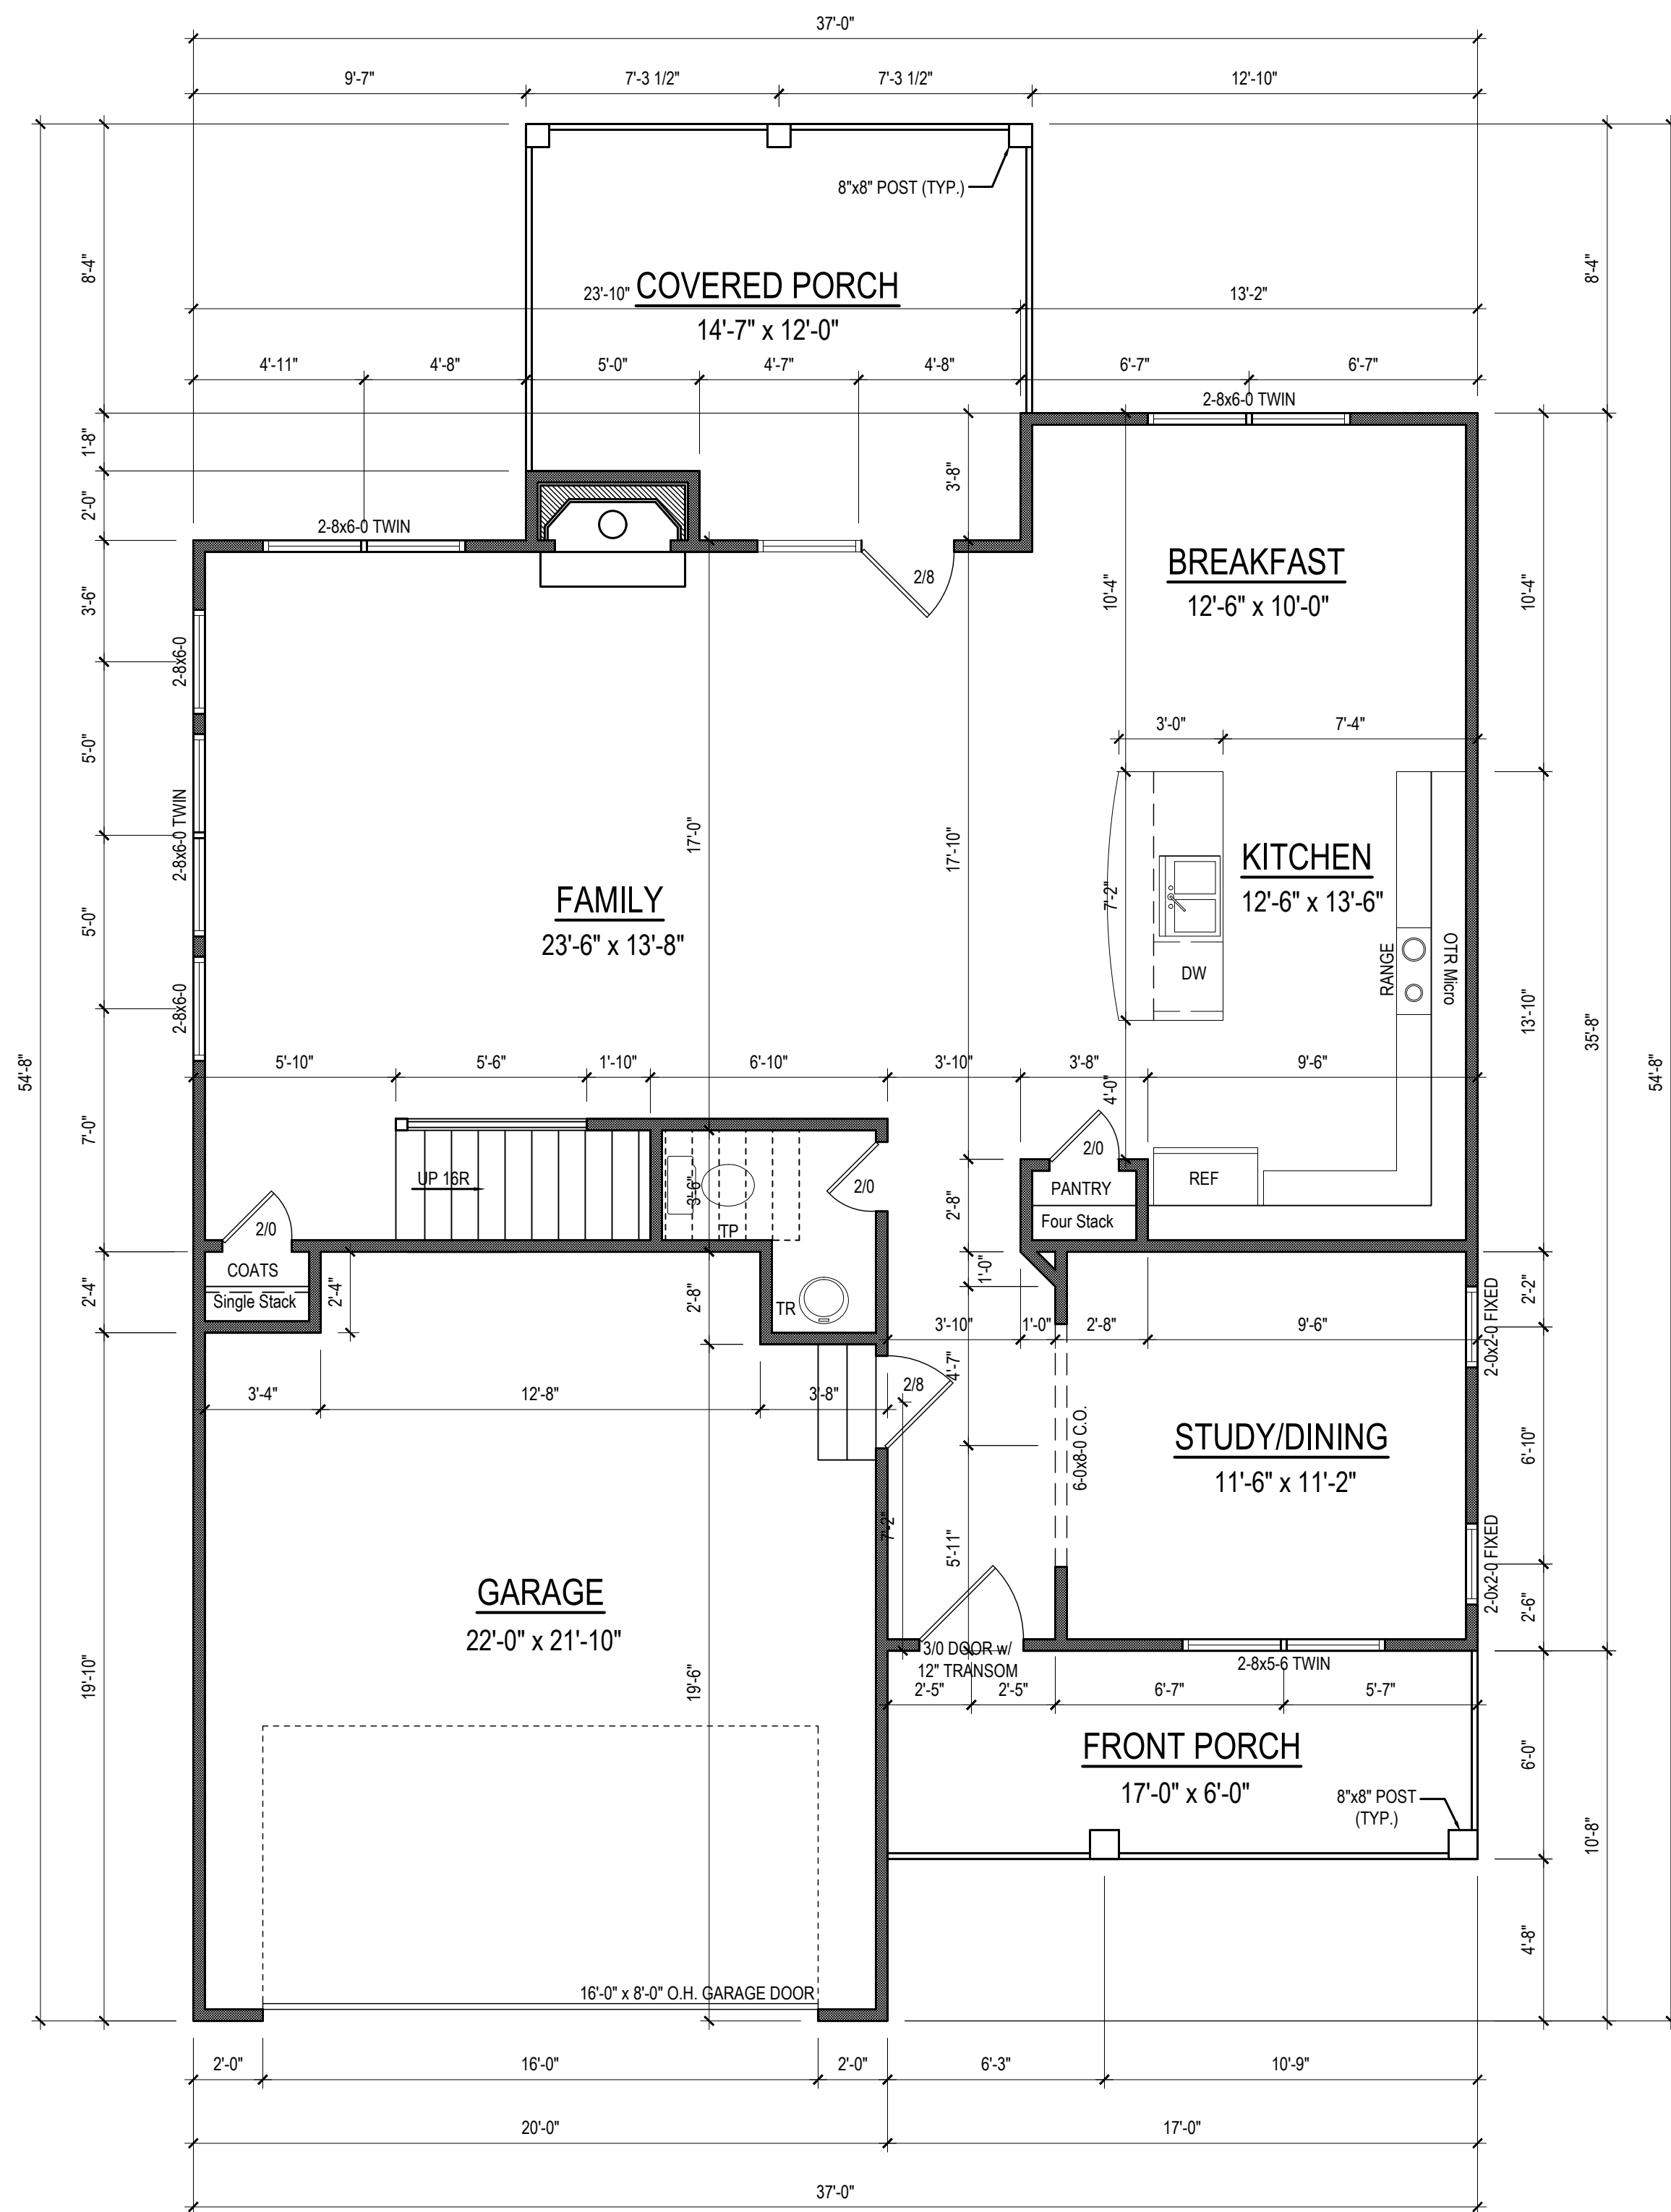 37'-0"
9'-7" 7'-3 1/2" 7'-3 1/2" 12'-10"
8"x8" POST (TYP.)
8'-4" 8'-4"
COVERED PORCH
14'-7" x 12'-0"
23'-10" 13'-2"
4'-11" 4'-8" 5'-0" 4'-7" 4'-8" 6'-7" 6'-7"
2-8x6-0 TWIN
1'-8"
3'-8"
2'-0"
2-8x6-0 TWIN
2/8
BREAKFAST
12'-6" x 10'-0"
3'-6"
10'-4"
10'-4"
2-8x6-0
3'-0" 7'-4"
5'-0"
2-8x6-0 TWIN
17'-0"
17'-10"
KITCHEN
12'-6" x 13'-6"
7'-2"
FAMILY
23'-6" x 13'-8"
5'-0"
DW
RANGE
OTR Micro
2-8x6-0
13'-10"
35'-8"
54'-8"
54'-8"
5'-10" 5'-6" 1'-10" 6'-10" 3'-10" 3'-8" 9'-6"
4'-0"
7'-0"
2/0
UP 16R
3'-6"
2/0
PANTRY
REF
Four Stack
2'-8"
TP
2/0
COATS
Single Stack
2'-4"
2'-4"
2'-8"
TR
1'-0"
2'-2"
2-0x2-0 FIXED
3'-10" 1'-0" 2'-8" 9'-6"
4'-7"
3'-4" 12'-8" 3'-8"
2/8
6-0x8-0 C.O.
STUDY/DINING
11'-6" x 11'-2"
6'-10"
7'-2"
5'-11"
2-0x2-0 FIXED
2'-6"
GARAGE
22'-0" x 21'-10"
3/0 DOOR w/
12" TRANSOM
2-8x5-6 TWIN
19'-10"
19'-6"
2'-5" 2'-5" 6'-7" 5'-7"
FRONT PORCH
17'-0" x 6'-0"
6'-0"
8"x8" POST
(TYP.)
10'-8"
4'-8"
16'-0" x 8'-0" O.H. GARAGE DOOR
2'-0" 16'-0" 2'-0" 6'-3" 10'-9"
20'-0" 17'-0"
37'-0"